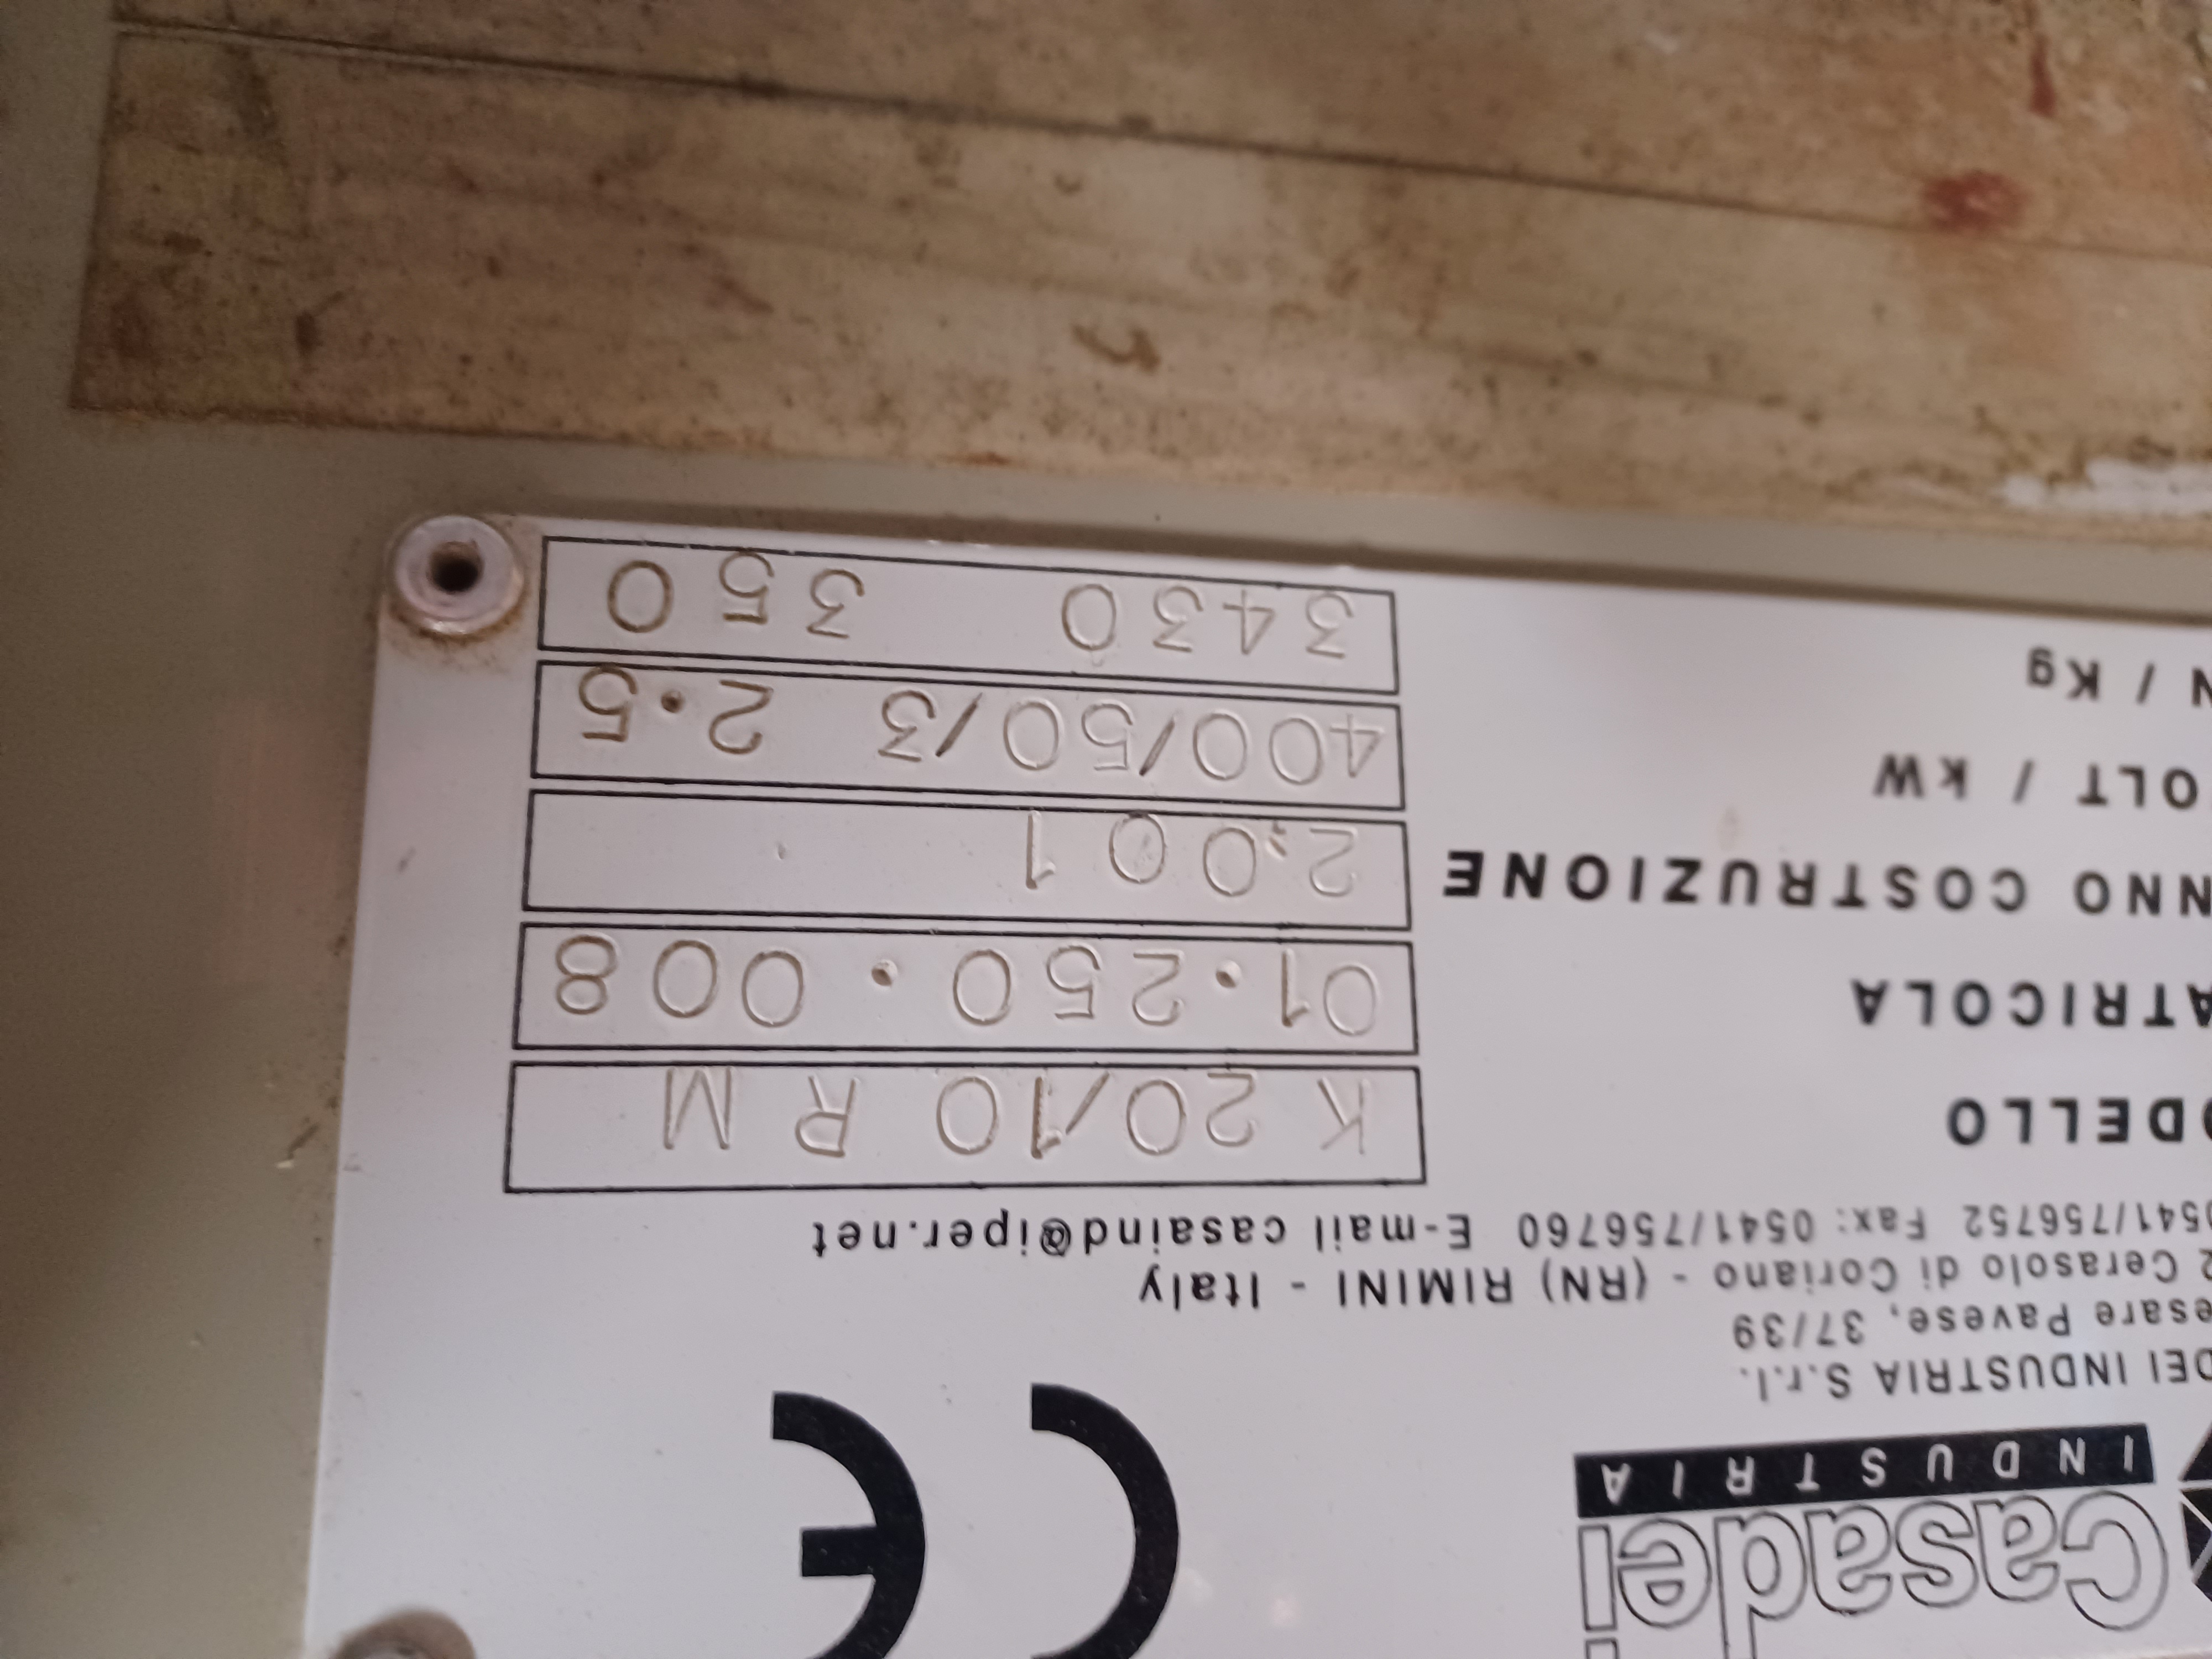 Casadei
INDUSTRIA
DEI INDUSTRIA S.r.l.
esare Pavese, 37/39
2 Cerasolo di Coriano - (RN) RIMINI - Italy
0541/756752 Fax: 0541/756760 E-mail casaind@iper.net
CE
ODELLO K 20/10 R M
ATRICOLA 01.250.008
NNO COSTRUZIONE 2001
OLT / kW 400/50/3 2.5
N / Kg 3430 350